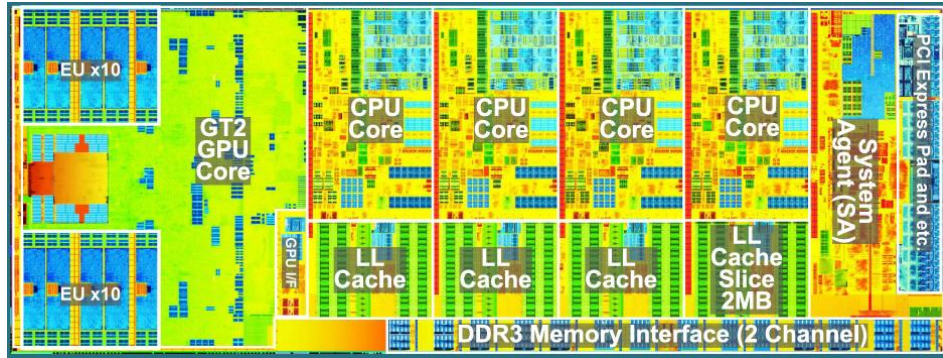 EU x10
GT2
GPU
Core
EU x10
GPU I/F
CPU
Core
CPU
Core
CPU
Core
CPU
Core
LL
Cache
LL
Cache
LL
Cache
LL
Cache
Slice
2MB
System
Agent (SA)
PCI Express Pad and etc.
DDR3 Memory Interface (2 Channel)